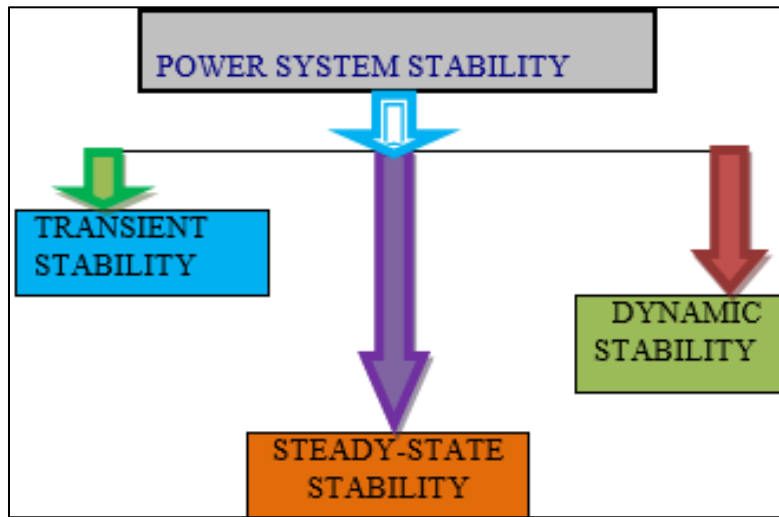 POWER SYSTEM STABILITY
TRANSIENT
STABILITY
DYNAMIC
STABILITY
STEADY-STATE
STABILITY